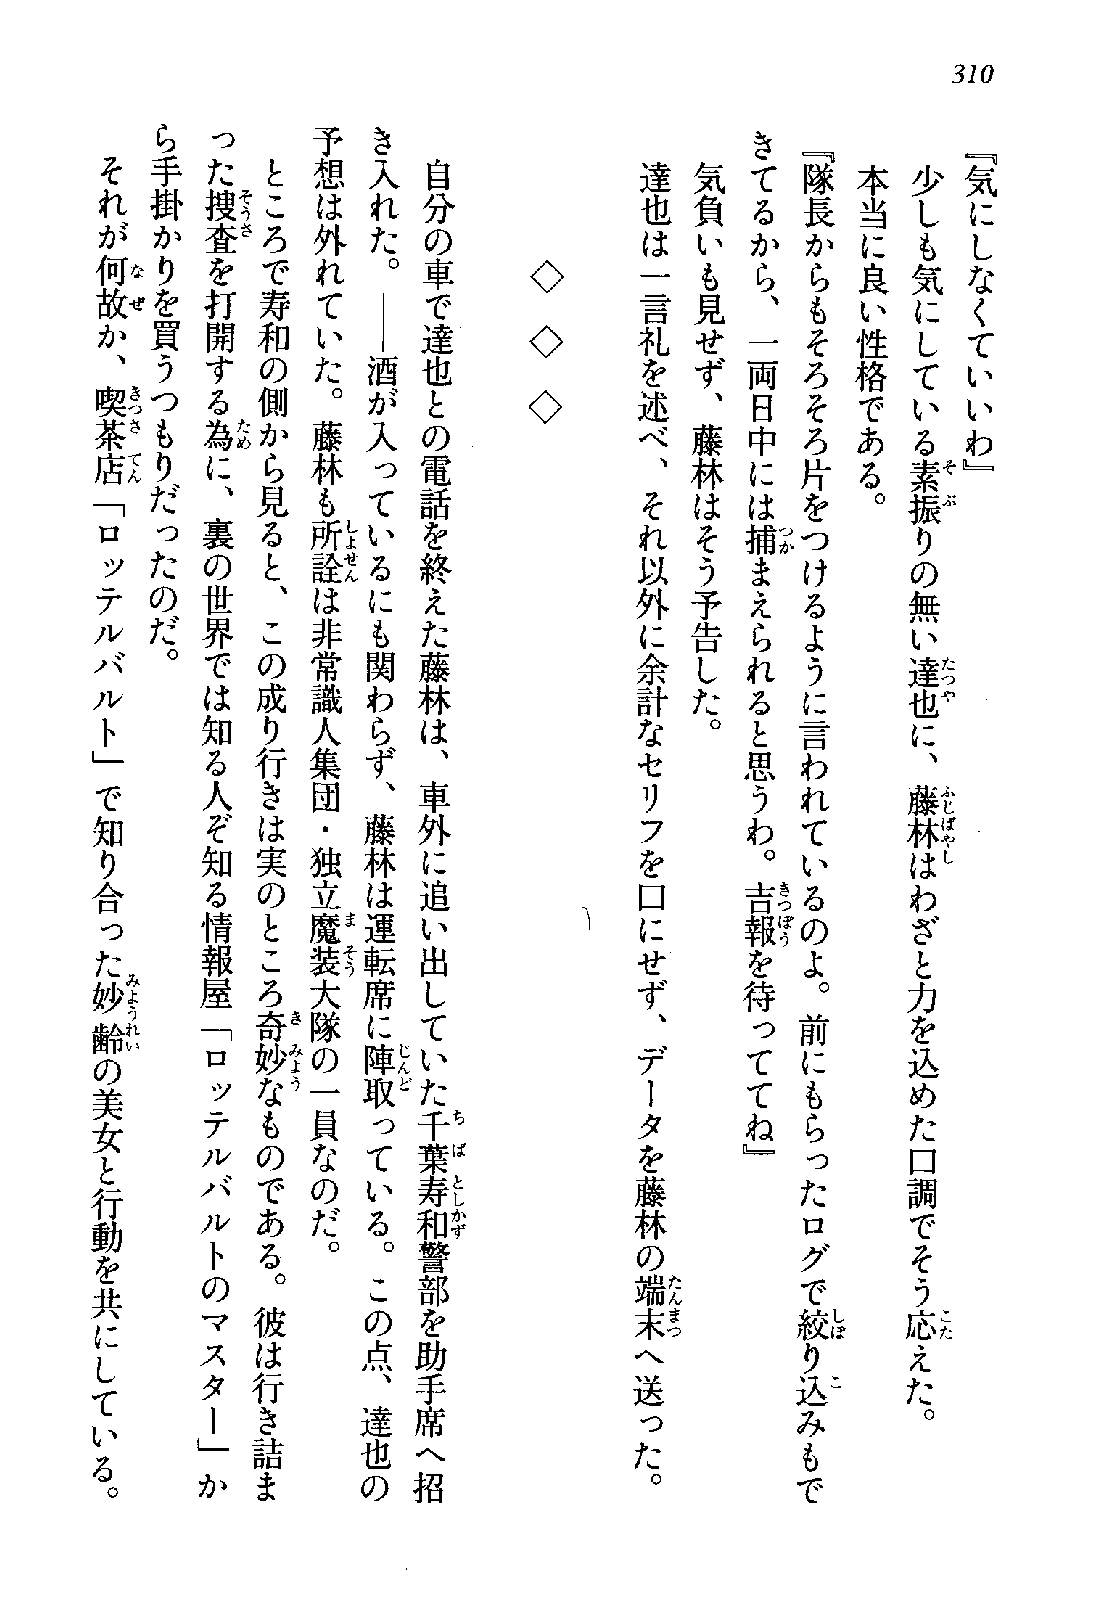 310
『気にしなくていいわ』
少しも気にしている素振りの無い達也に、藤林はわざと力を込めた口調でそう応えた。
本当に良い性格である。
『隊長からもそろそろ片をつけるように言われているのよ。前にもらったログで絞り込みもで
きてるから、一両日中には捕まえられると思うわ。吉報を待っててね』
気負いも見せず、藤林はそう予告した。
達也は一言礼を述べ、それ以外に余計なセリフを口にせず、データを藤林の端末へ送った。
◇ ◇ ◇
自分の車で達也との電話を終えた藤林は、車外に追い出していた千葉寿和警部を助手席へ招
き入れた。――酒が入っているにも関わらず、藤林は運転席に陣取っている。この点、達也の
予想は外れていた。藤林も所詮は非常識人集団・独立魔装大隊の一員なのだ。
ところで寿和の側から見ると、この成り行きは実のところ奇妙なものである。彼は行き詰ま
った捜査を打開する為に、裏の世界では知る人ぞ知る情報屋「ロッテルバルトのマスター」か
ら手掛かりを買うつもりだったのだ。
それが何故か、喫茶店「ロッテルバルト」で知り合った妙齢の美女と行動を共にしている。